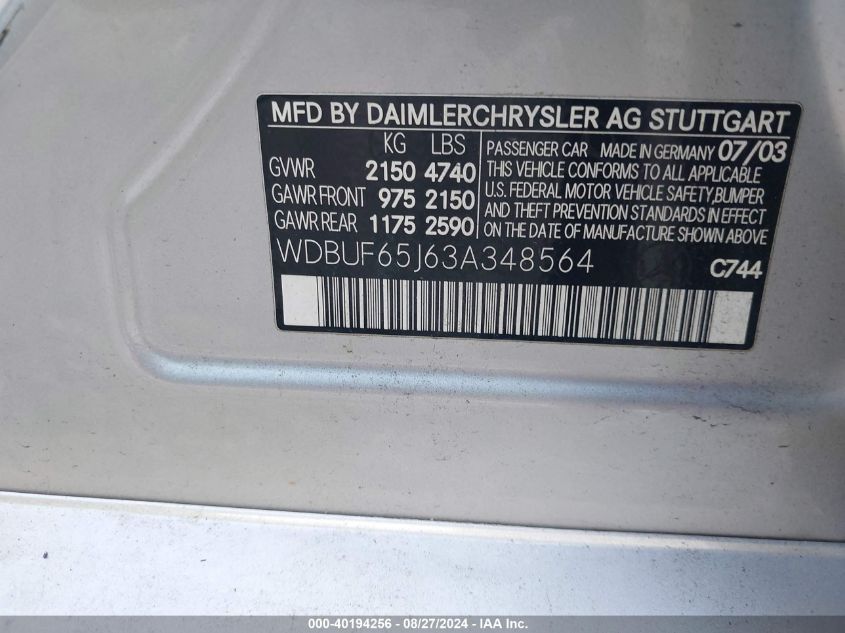 MFD BY DAIMLERCHRYSLER AG STUTTGART
KG LBS
GVWR 2150 4740
GAWR FRONT 975 2150
GAWR REAR 1175 2590
PASSENGER CAR MADE IN GERMANY 07/03
THIS VEHICLE CONFORMS TO ALL APPLICABLE
U.S. FEDERAL MOTOR VEHICLE SAFETY,BUMPER
AND THEFT PREVENTION STANDARDS IN EFFECT
ON THE DATE OF MANUFACTURE SHOWN ABOVE
WDBUF65J63A348564
C744
000-40194256 - 08/27/2024 - IAA Inc.